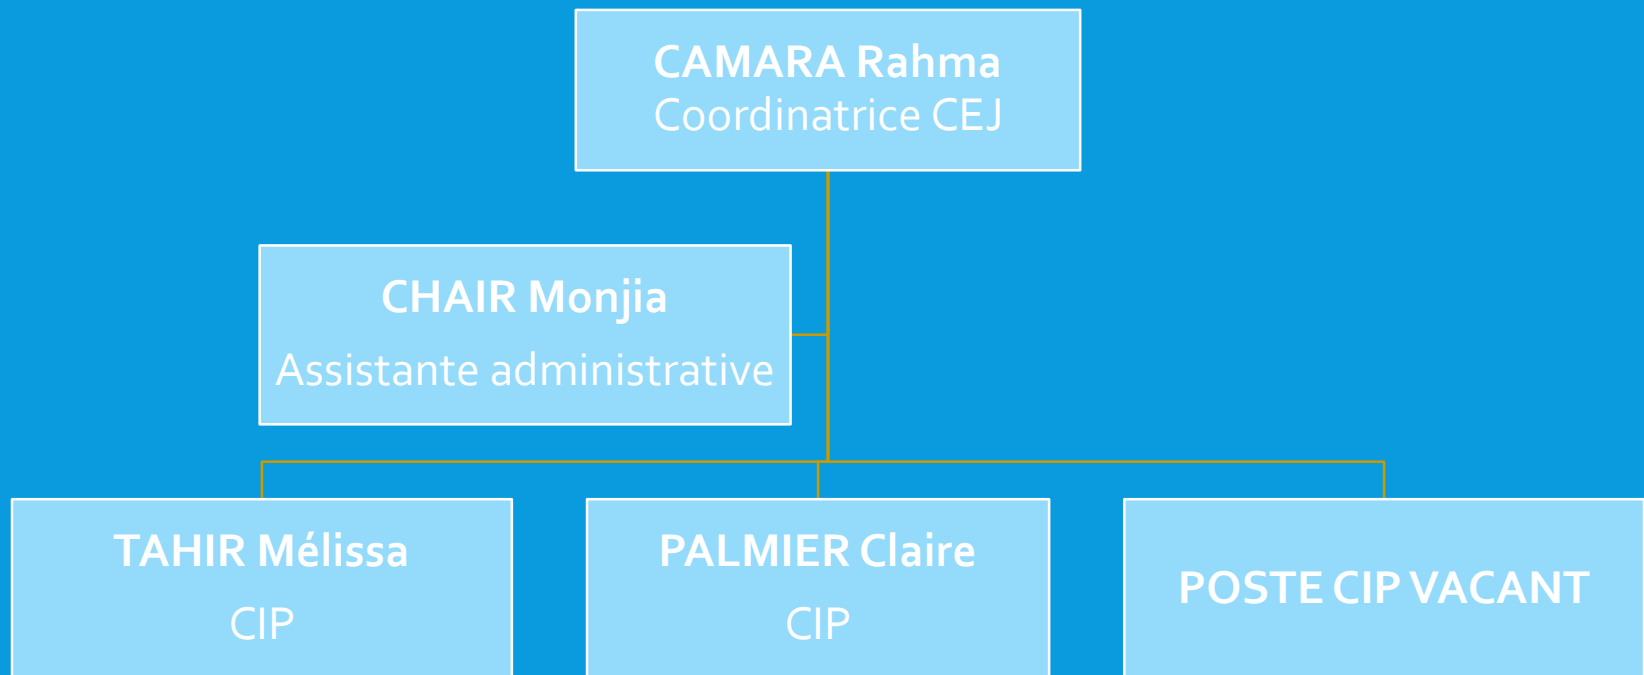 CAMARA Rahma
Coordinatrice CEJ
CHAIR Monjia
Assistante administrative
TAHIR Mélissa
CIP
PALMIER Claire
CIP
POSTE CIP VACANT